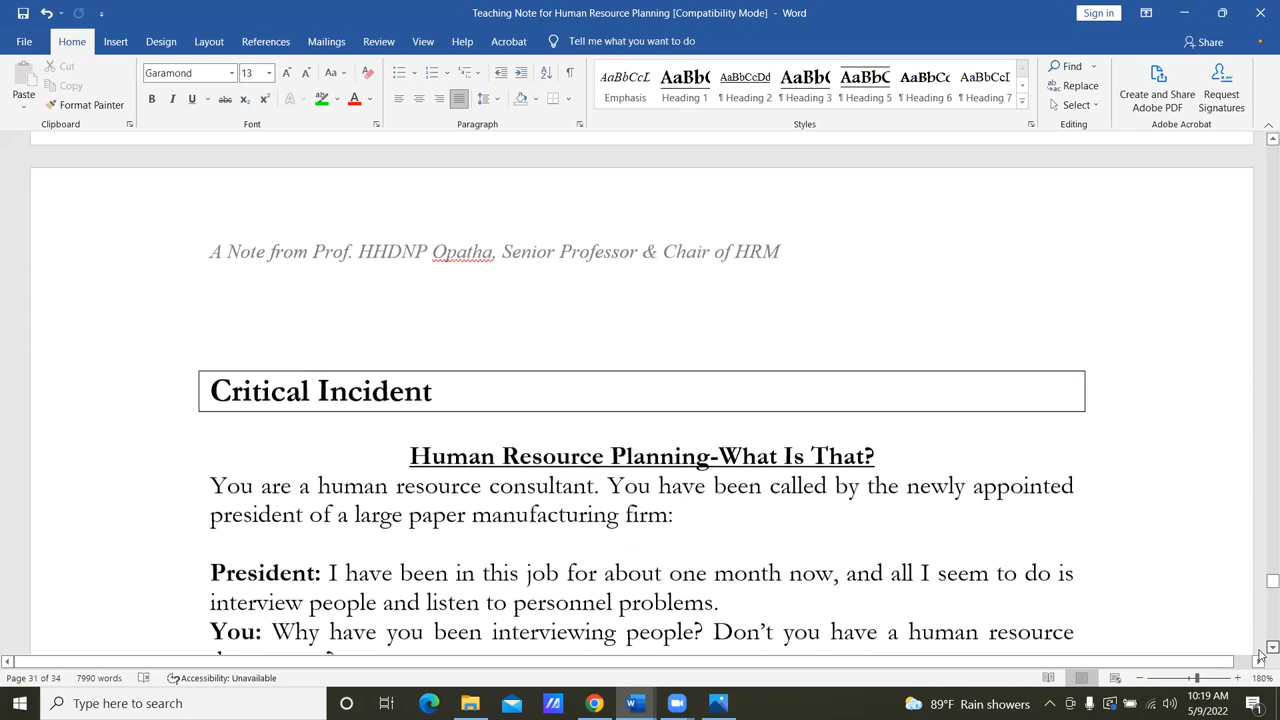 Teaching Note for Human Resource Planning [Compatibility Mode] - Word
Sign in
File Home Insert Design Layout References Mailings Review View Help Acrobat Tell me what you want to do Share
Paste
Cut
Copy
Format Painter
Clipboard
Garamond 13
Font
Paragraph
AaBbCcL AaBbC AaBbCcDd AaBbC AaBbC AaBbCc AaBbCcD
Emphasis Heading 1 ¶ Heading 2 ¶ Heading 3 ¶ Heading 5 ¶ Heading 6 ¶ Heading 7
Styles
Find
Replace
Select
Editing
Create and Share Adobe PDF
Request Signatures
Adobe Acrobat
A Note from Prof. HHDNP Opatha, Senior Professor & Chair of HRM
Critical Incident
Human Resource Planning-What Is That?
You are a human resource consultant. You have been called by the newly appointed
president of a large paper manufacturing firm:
President: I have been in this job for about one month now, and all I seem to do is
interview people and listen to personnel problems.
You: Why have you been interviewing people? Don't you have a human resource
Page 31 of 34 7990 words Accessibility: Unavailable 180%
Type here to search
89°F Rain showers
10:19 AM
5/9/2022